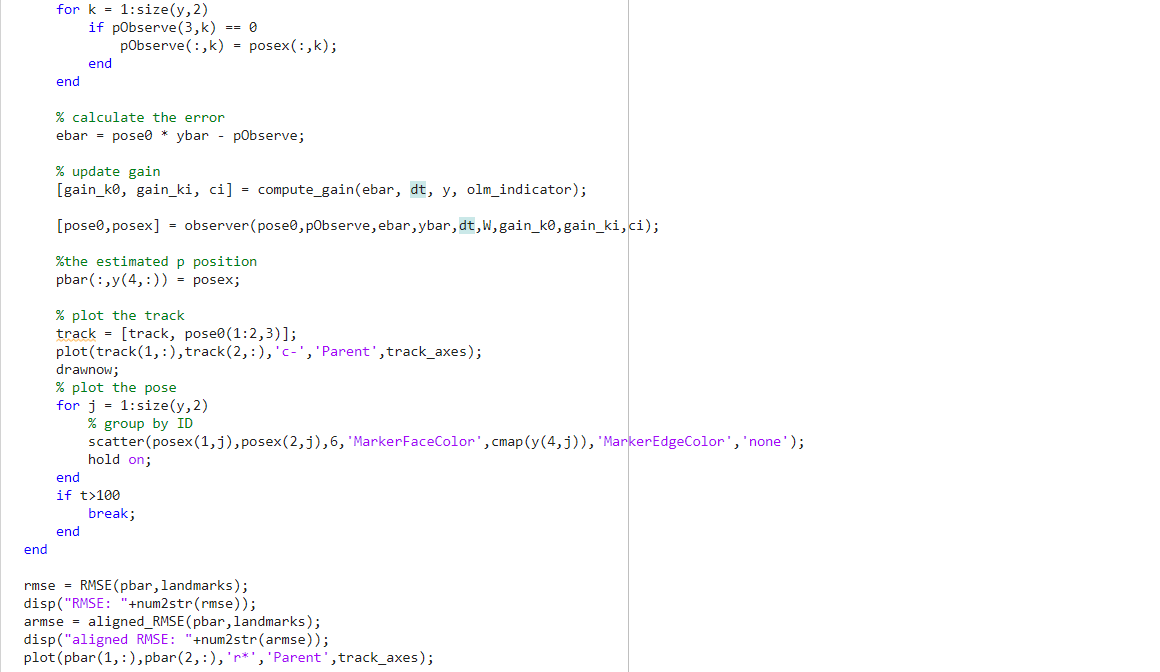 for k = 1:size(y,2)
if pObserve(3,k) == 0
pObserve(:,k) = posex(:,k);
end
end
% calculate the error
ebar = pose0 * ybar - pObserve;
% update gain
[gain_k0, gain_ki, ci] = compute_gain(ebar, dt, y, olm_indicator);
[pose0,posex] = observer(pose0,pObserve,ebar,ybar,dt,W,gain_k0,gain_ki,ci);
%the estimated p position
pbar(:,y(4,:)) = posex;
% plot the track
track = [track, pose0(1:2,3)];
plot(track(1,:),track(2,:),'c-','Parent',track_axes);
drawnow;
% plot the pose
for j = 1:size(y,2)
% group by ID
scatter(posex(1,j),posex(2,j),6,'MarkerFaceColor',cmap(y(4,j)),'MarkerEdgeColor','none');
hold on;
end
if t>100
break;
end
end
rmse = RMSE(pbar,landmarks);
disp("RMSE: "+num2str(rmse));
armse = aligned_RMSE(pbar,landmarks);
disp("aligned RMSE: "+num2str(armse));
plot(pbar(1,:),pbar(2,:),'r*','Parent',track_axes);